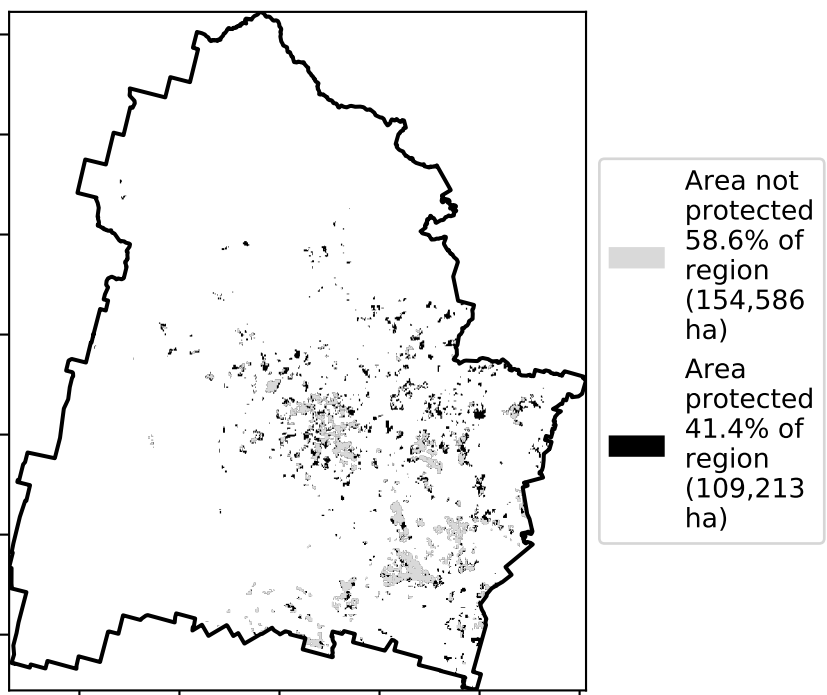 Area not
protected
58.6% of
region
(154,586
ha)
Area
protected
41.4% of
region
(109,213
ha)